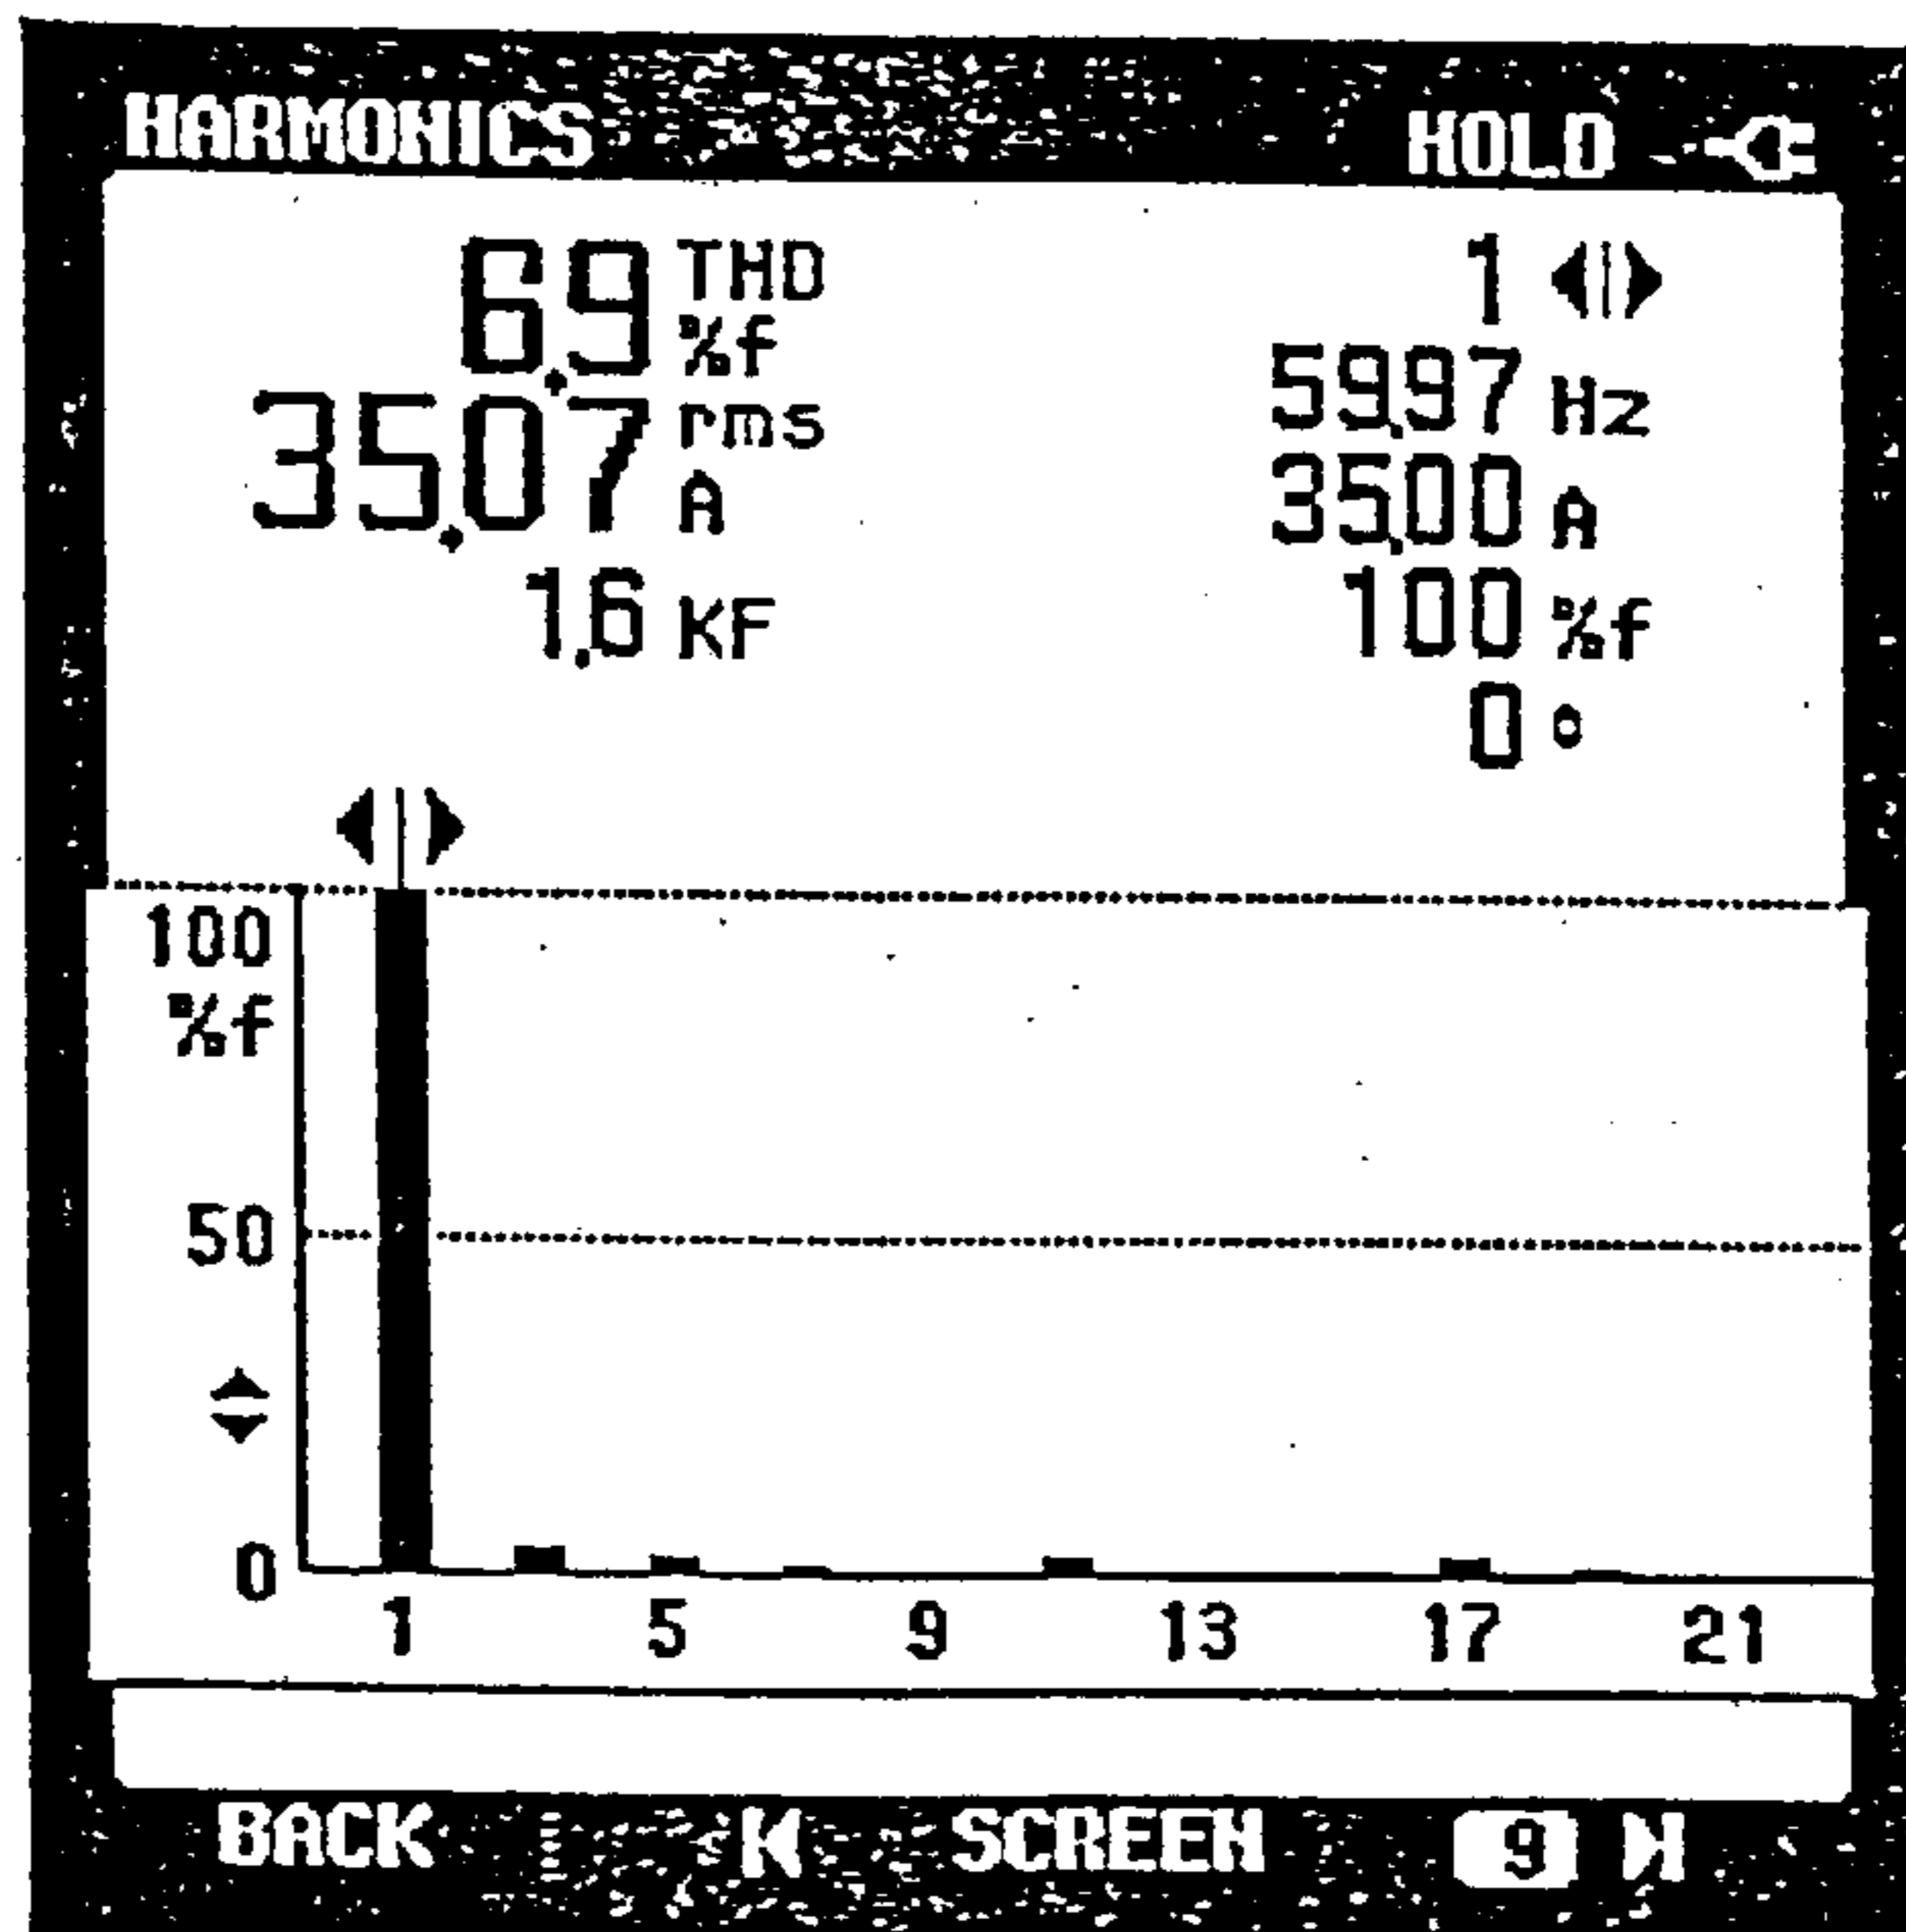 HARMONICS HOLD
6.9 THD %f 1
59.97 Hz
35.07 rms A 35.00 A
1.6 KF 100 %f
0 °
100
%f
50
0
1 5 9 13 17 21
BACK SCREEN 9